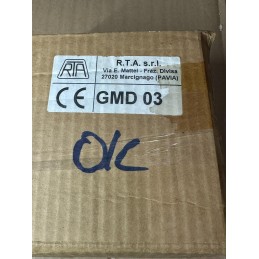 R.T.A. s.r.l.
Via E. Mattei - Fraz. Divisa
27020 Marcignago (PAVIA)
RTA
CE GMD 03
OK